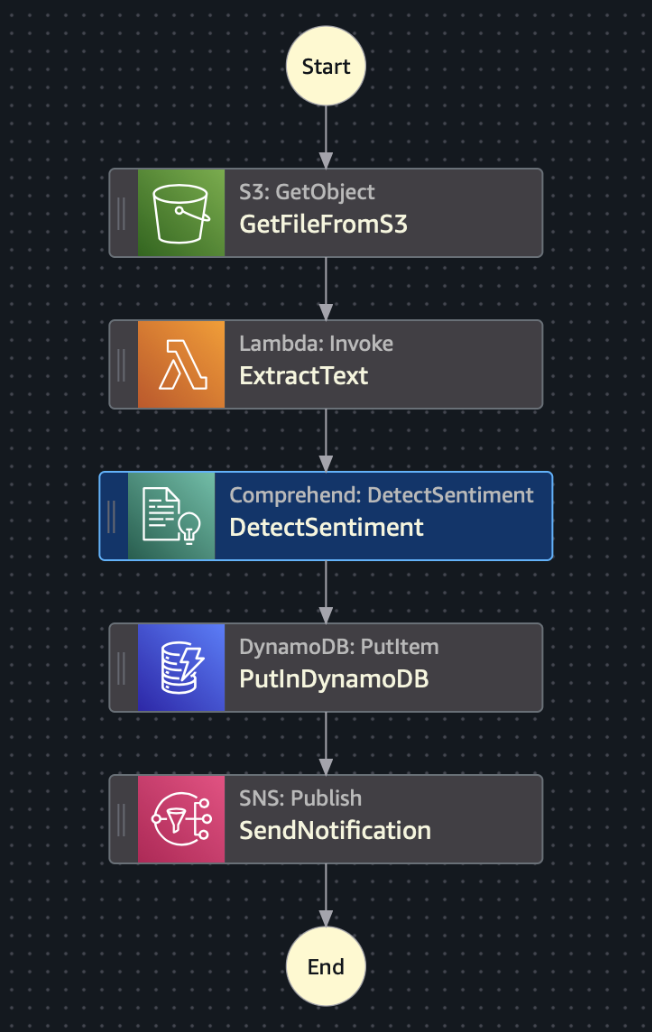 Start
S3: GetObject
GetFileFromS3
Lambda: Invoke
ExtractText
Comprehend: DetectSentiment
DetectSentiment
DynamoDB: PutItem
PutInDynamoDB
SNS: Publish
SendNotification
End